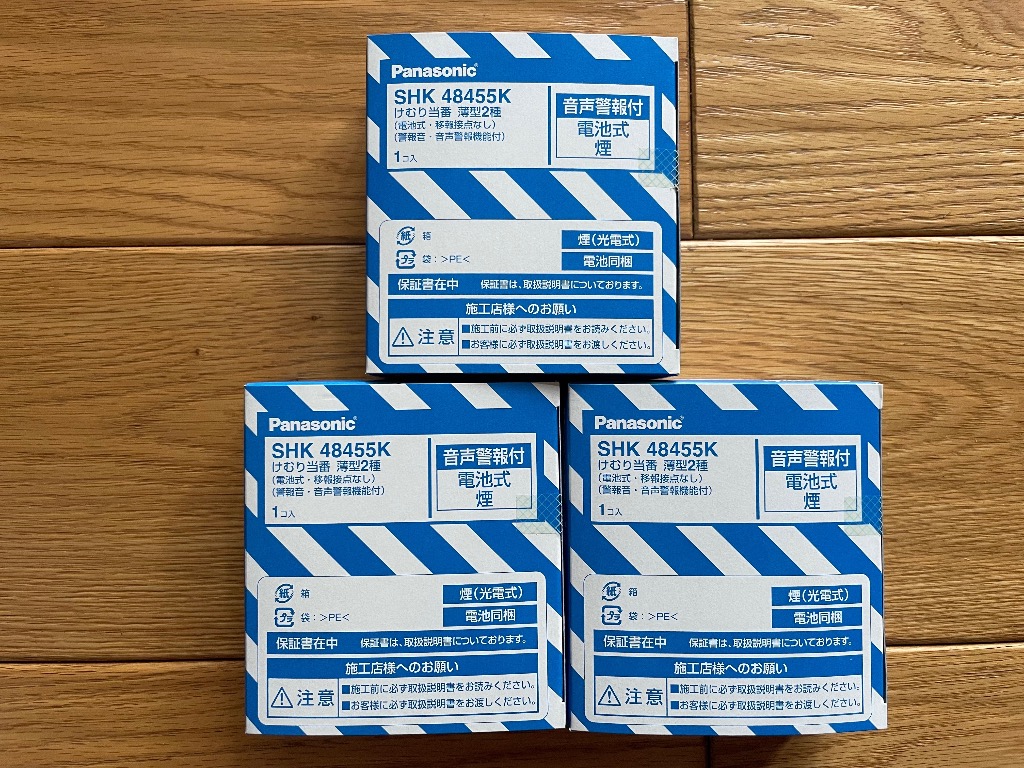 Panasonic
SHK 48455K
けむり当番 薄型2種
(電池式・移報接点なし)
(警報音・音声警報機能付)
1コ入
音声警報付
電池式
煙
紙 箱
プラ 袋：>PE<
煙(光電式)
電池同梱
保証書在中 保証書は、取扱説明書についております。
施工店様へのお願い
注意
■施工前に必ず取扱説明書をお読みください。
■お客様に必ず取扱説明書をお渡しください。
Panasonic
SHK 48455K
けむり当番 薄型2種
(電池式・移報接点なし)
(警報音・音声警報機能付)
1コ入
音声警報付
電池式
煙
紙 箱
プラ 袋：>PE<
煙(光電式)
電池同梱
保証書在中 保証書は、取扱説明書についております。
施工店様へのお願い
注意
■施工前に必ず取扱説明書をお読みください。
■お客様に必ず取扱説明書をお渡しください。
Panasonic
SHK 48455K
けむり当番 薄型2種
(電池式・移報接点なし)
(警報音・音声警報機能付)
1コ入
音声警報付
電池式
煙
紙 箱
プラ 袋：>PE<
煙(光電式)
電池同梱
保証書在中 保証書は、取扱説明書についております。
施工店様へのお願い
注意
■施工前に必ず取扱説明書をお読みください。
■お客様に必ず取扱説明書をお渡しください。